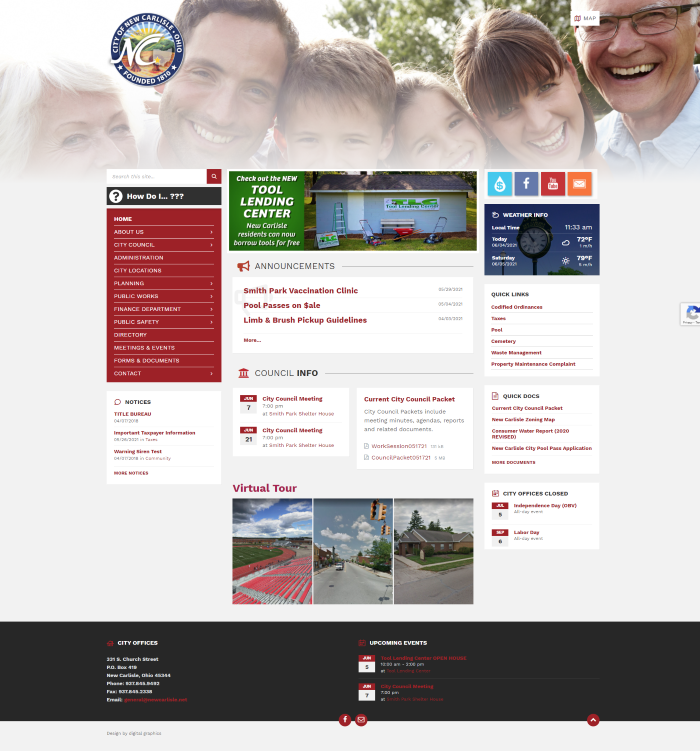 CITY OF NEW CARLISLE, OHIO
NC
FOUNDED 1810
MAP
Search this site...
How Do I... ???
HOME
ABOUT US
CITY COUNCIL
ADMINISTRATION
CITY LOCATIONS
PLANNING
PUBLIC WORKS
FINANCE DEPARTMENT
PUBLIC SAFETY
DIRECTORY
MEETINGS & EVENTS
FORMS & DOCUMENTS
CONTACT
NOTICES
TITLE BUREAU
04/07/2018
Important Taxpayer Information
05/26/2021 in Taxes
Warning Siren Test
04/07/2018 in Community
MORE NOTICES
Check out the NEW
TOOL
LENDING
CENTER
New Carlisle
residents can now
borrow tools for free
Tool Lending Center
ANNOUNCEMENTS
Smith Park Vaccination Clinic
05/29/2021
Pool Passes on $ale
05/04/2021
Limb & Brush Pickup Guidelines
04/03/2021
More...
COUNCIL INFO
JUN
7
City Council Meeting
7:00 pm
at Smith Park Shelter House
JUN
21
City Council Meeting
7:00 pm
at Smith Park Shelter House
Current City Council Packet
City Council Packets include
meeting minutes, agendas, reports
and related documents.
WorkSession051721
CouncilPacket051721 5 MB
Virtual Tour
You
Tube
WEATHER INFO
Local Time 11:33 am
Today
06/04/2021
72°F
1 m/h
Saturday
06/05/2021
79°F
5 m/h
QUICK LINKS
Codified Ordinances
Taxes
Pool
Cemetery
Waste Management
Property Maintenance Complaint
QUICK DOCS
Current City Council Packet
New Carlisle Zoning Map
Consumer Water Report (2020
REVISED)
New Carlisle City Pool Pass Application
MORE DOCUMENTS
CITY OFFICES CLOSED
JUL
5
Independence Day (OBV)
All-day event
SEP
6
Labor Day
All-day event
CITY OFFICES
331 S. Church Street
P.O. Box 419
New Carlisle, Ohio 45344
Phone: 937.845.9492
Fax: 937.845.2338
Email:
UPCOMING EVENTS
JUN
5
Tool Lending Center OPEN HOUSE
10:00 am - 2:00 pm
at Tool Lending Center
JUN
7
City Council Meeting
7:00 pm
at Smith Park Shelter House
Design by digital graphics